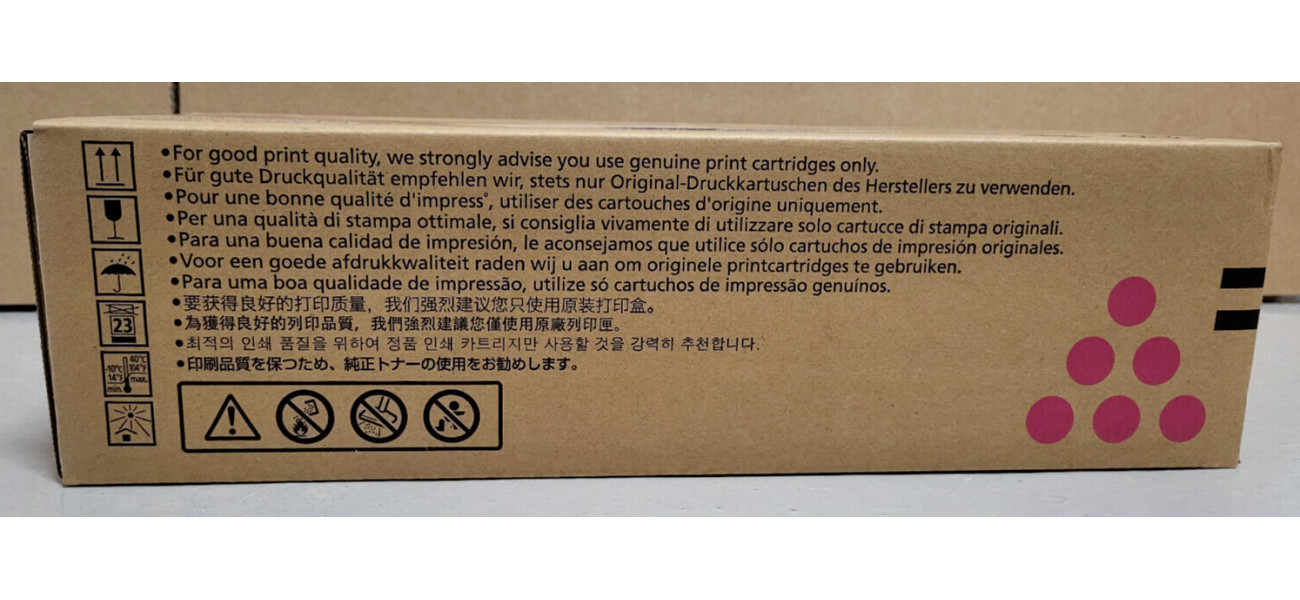 •For good print quality, we strongly advise you use genuine print cartridges only.
•Für gute Druckqualität empfehlen wir, stets nur Original-Druckkartuschen des Herstellers zu verwenden.
•Pour une bonne qualité d'impress°, utiliser des cartouches d'origine uniquement.
•Per una qualità di stampa ottimale, si consiglia vivamente di utilizzare solo cartucce di stampa originali.
•Para una buena calidad de impresión, le aconsejamos que utilice sólo cartuchos de impresión originales.
•Voor een goede afdrukkwaliteit raden wij u aan om originele printcartridges te gebruiken.
•Para uma boa qualidade de impressão, utilize só cartuchos de impressão genuínos.
•要获得良好的打印质量，我们强烈建议您只使用原装打印盒。
•為獲得良好的列印品質，我們強烈建議您僅使用原廠列印匣。
•최적의 인쇄 품질을 위하여 정품 인쇄 카트리지만 사용할 것을 강력히 추천합니다.
•印刷品質を保つため、純正トナーの使用をお勧めします。
23
-10°C 40°C
14°F 104°F
min. max.